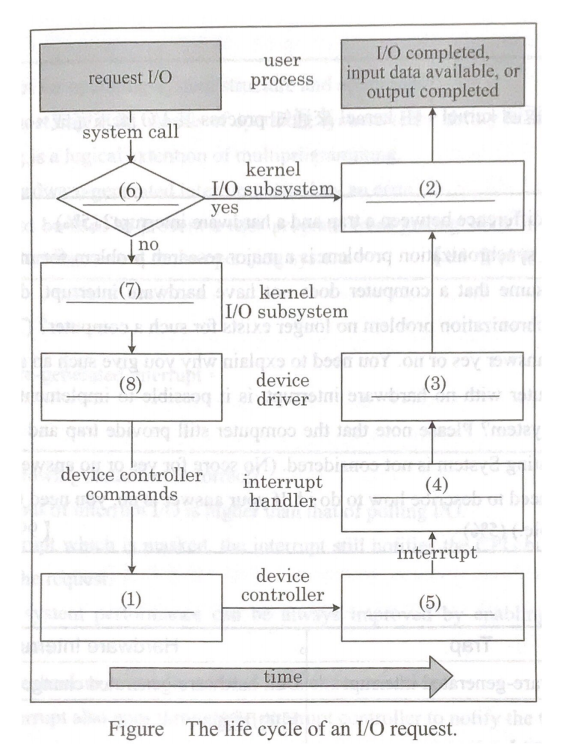 request I/O
user
process
I/O completed,
input data available, or
output completed
system call
(6)
kernel
I/O subsystem
yes
(2)
no
(7)
kernel
I/O subsystem
(8)
device
driver
(3)
device controller
commands
interrupt
handler
(4)
interrupt
(1)
device
controller
(5)
time
Figure The life cycle of an I/O request.